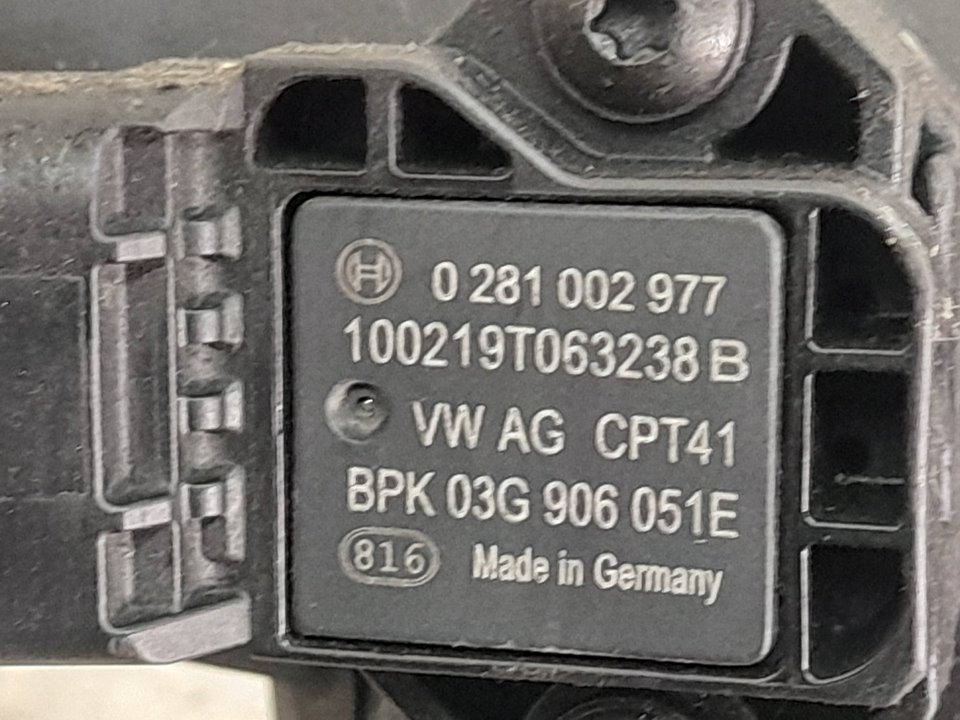 0 281 002 977
100219T063238 B
VW AG CPT41
BPK 03G 906 051E
816 Made in Germany